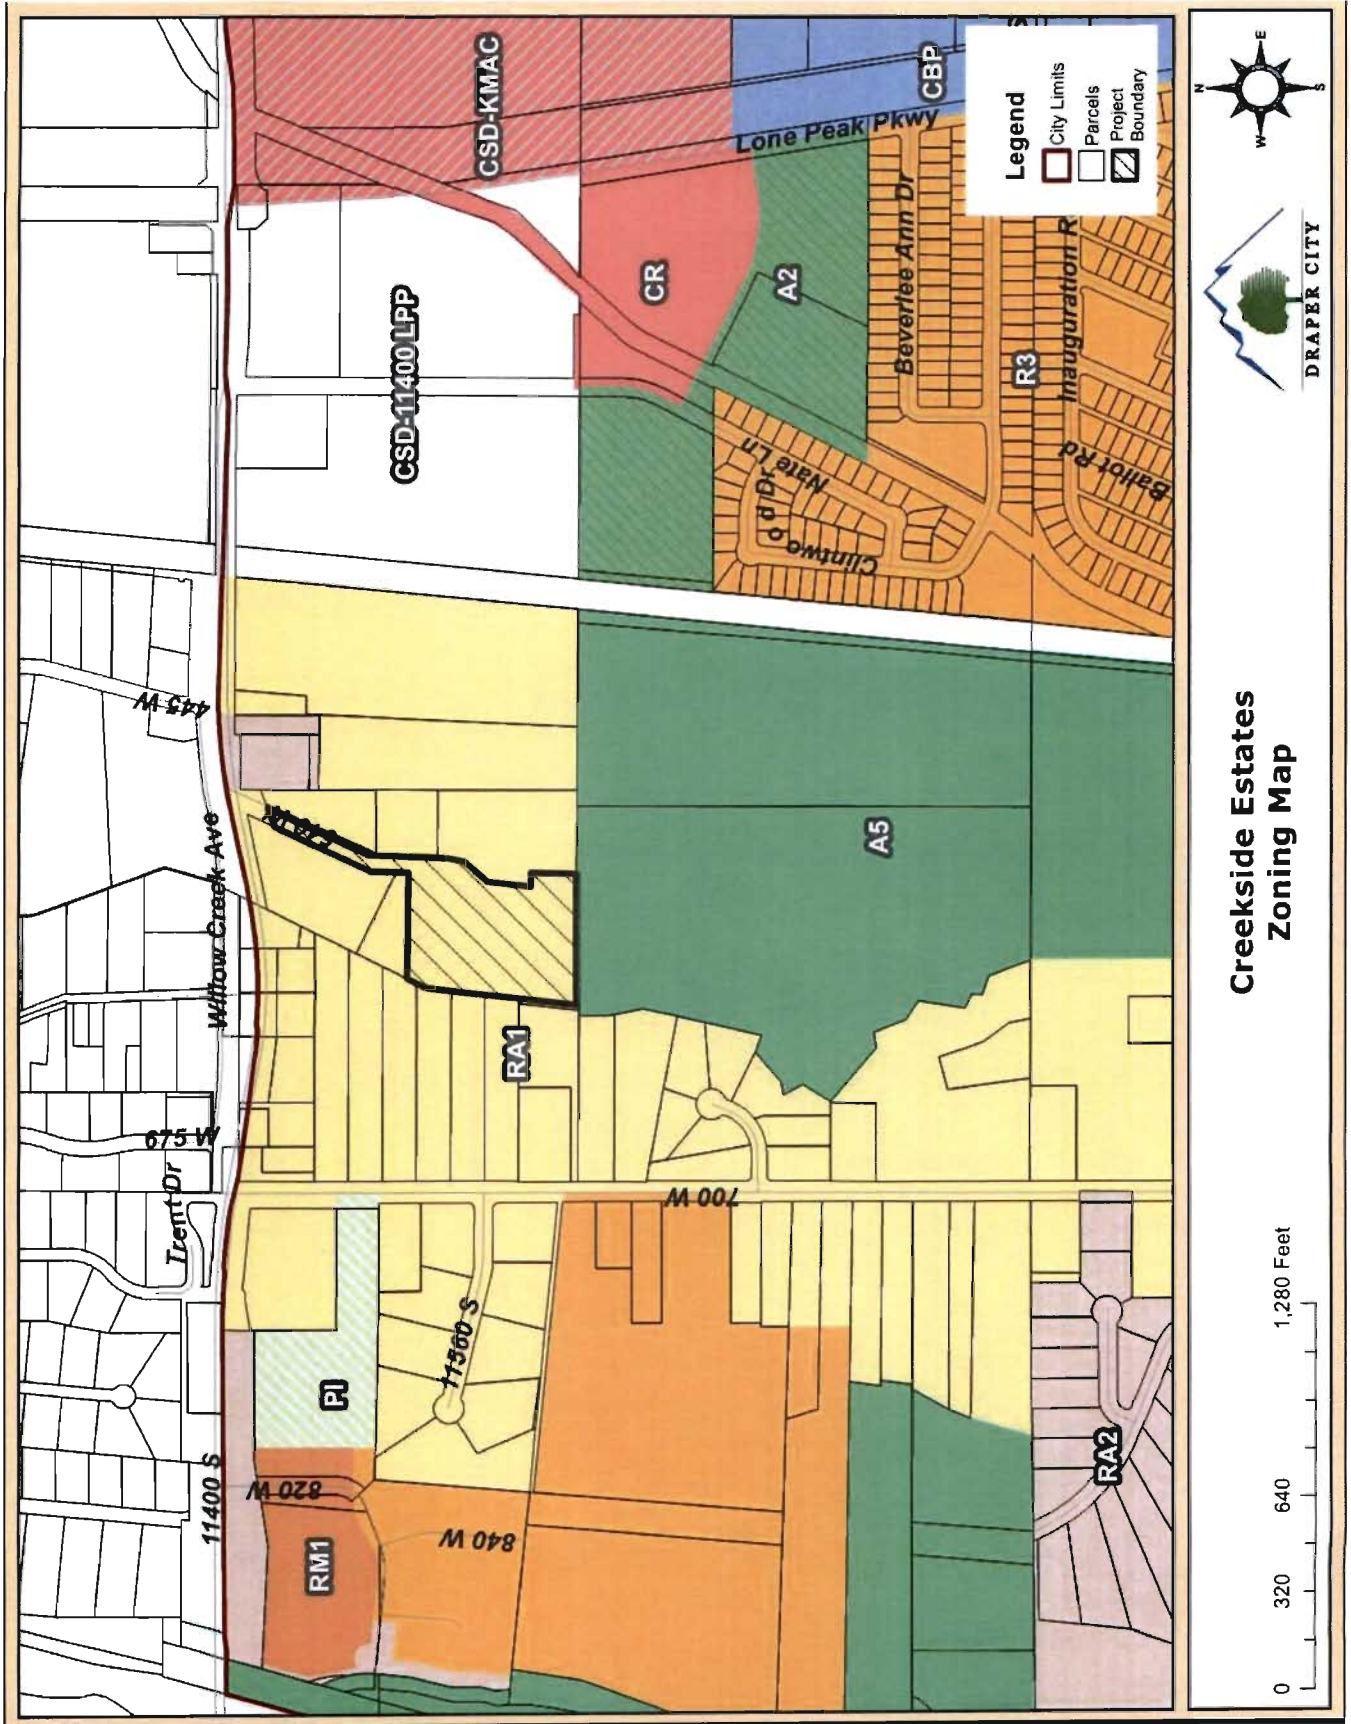 CSD-KMAC
CBP
Lone Peak Pkwy
CR
A2
CSD-11400 LPP
Beverlee Ann Dr
R3
Inauguration R
Ballot Rd
Nate Ln
Clintwood Dr
445 W
Willow Creek Ave
A5
RA1
675 W
Trent Dr
700 W
11560 S
PI
11400 S
820 W
840 W
RM1
RA2
Legend
City Limits
Parcels
Project
Boundary
N
E
S
W
DRAPER CITY
Creekside Estates
Zoning Map
0 320 640 1,280 Feet